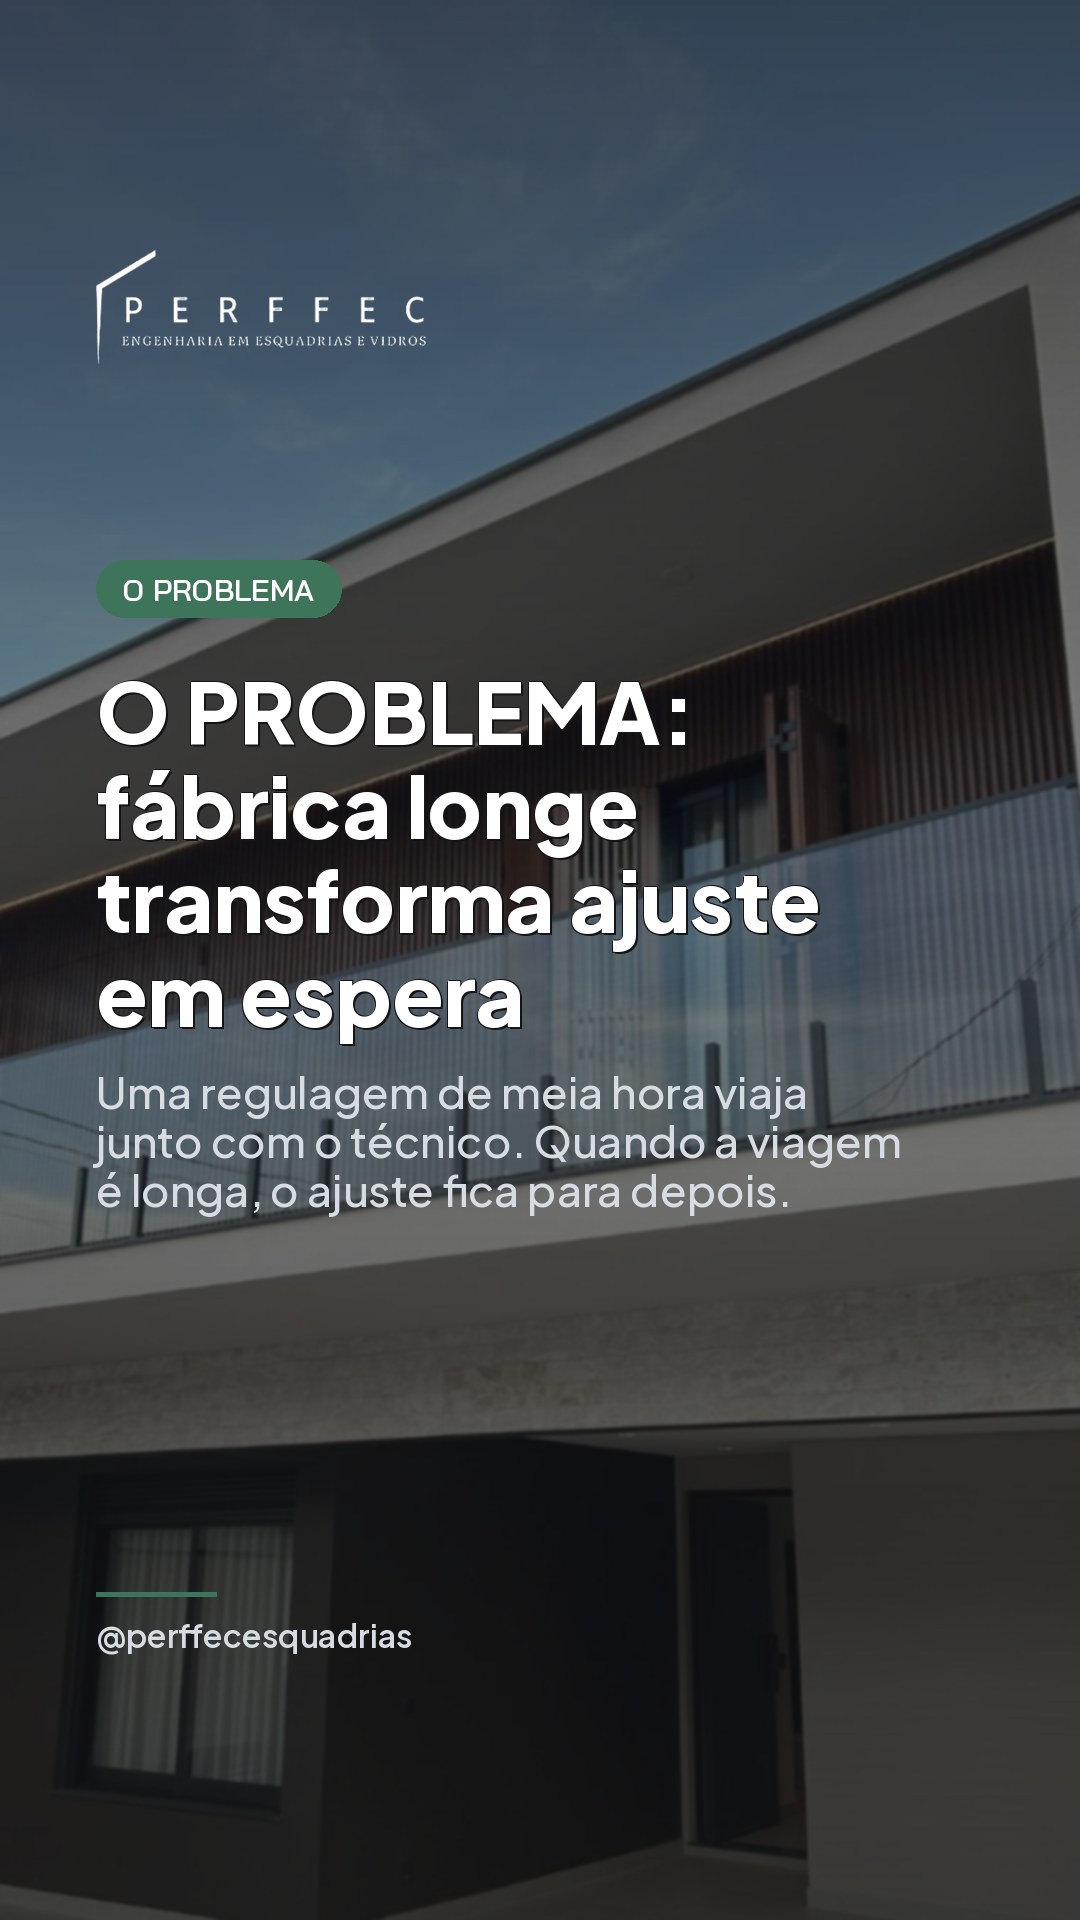 PERFFEC
ENGENHARIA EM ESQUADRIAS E VIDROS
O PROBLEMA
O PROBLEMA:
fábrica longe
transforma ajuste
em espera
Uma regulagem de meia hora viaja
junto com o técnico. Quando a viagem
é longa, o ajuste fica para depois.
@perffecesquadrias